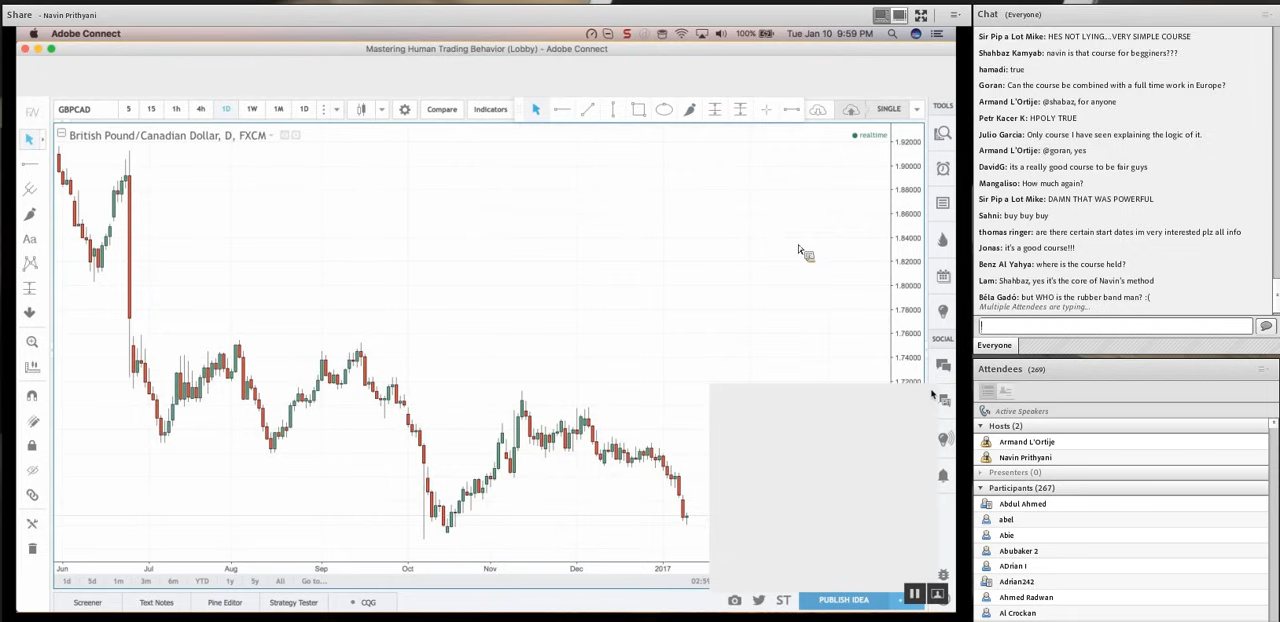 Share - Navin Prithyani
Adobe Connect
100%
Tue Jan 10 9:59 PM
Mastering Human Trading Behavior (Lobby) - Adobe Connect
GBPCAD 5 15 1h 4h 1D 1W 1M 1D Compare Indicators SINGLE
TOOLS
British Pound/Canadian Dollar, D, FXCM
realtime
1.92000
1.90000
1.88000
1.86000
1.84000
1.82000
1.80000
1.78000
1.76000
1.74000
1.72000
SOCIAL
Aa
Jun Jul Aug Sep Oct Nov Dec 2017
1d 5d 1m 3m 6m YTD 1y 5y All Go to... 02:59
Screener Text Notes Pine Editor Strategy Tester CQG
ST PUBLISH IDEA
Chat (Everyone)
Sir Pip a Lot Mike: HES NOT LYING...VERY SIMPLE COURSE
Shahbaz Kamyab: navin is that course for begginers???
hamadi: true
Goran: Can the course be combined with a full time work in Europe?
Armand L'Ortije: @shabaz, for anyone
Petr Kacer K: HPOLY TRUE
Julio Garcia: Only course I have seen explaining the logic of it.
Armand L'Ortije: @goran, yes
DavidG: its a really good course to be fair guys
Mangaliso: How much again?
Sir Pip a Lot Mike: DAMN THAT WAS POWERFUL
Sahni: buy buy buy
thomas ringer: are there certain start dates im very interested plz all info
Jonas: it's a good course!!!
Benz Al Yahya: where is the course held?
Lam: Shahbaz, yes it's the core of Navin's method
Béla Gadó: but WHO is the rubber band man? :(
Multiple Attendees are typing...
Everyone
Attendees (269)
Active Speakers
Hosts (2)
Armand L'Ortije
Navin Prithyani
Presenters (0)
Participants (267)
Abdul Ahmed
abel
Abie
Abubaker 2
ADrian I
Adrian242
Ahmed Radwan
Al Crockan